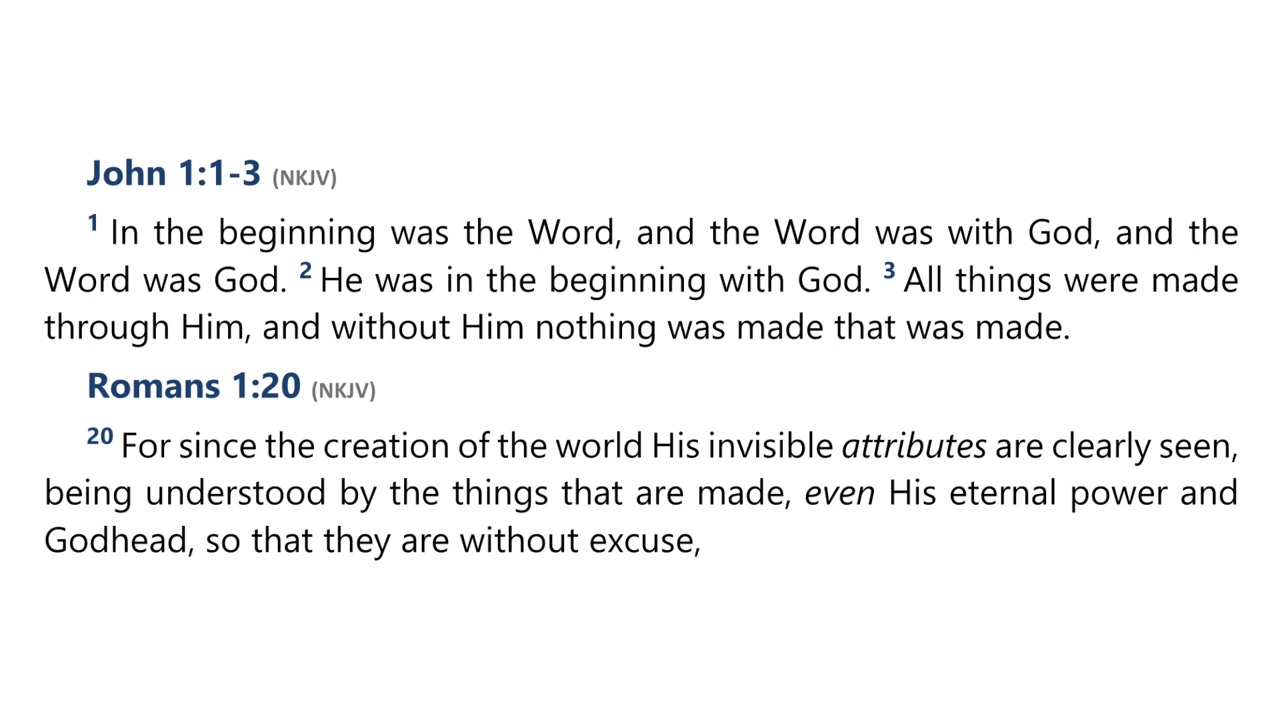 John 1:1-3 (NKJV)
1 In the beginning was the Word, and the Word was with God, and the
Word was God. 2 He was in the beginning with God. 3 All things were made
through Him, and without Him nothing was made that was made.
Romans 1:20 (NKJV)
20 For since the creation of the world His invisible attributes are clearly seen,
being understood by the things that are made, even His eternal power and
Godhead, so that they are without excuse,